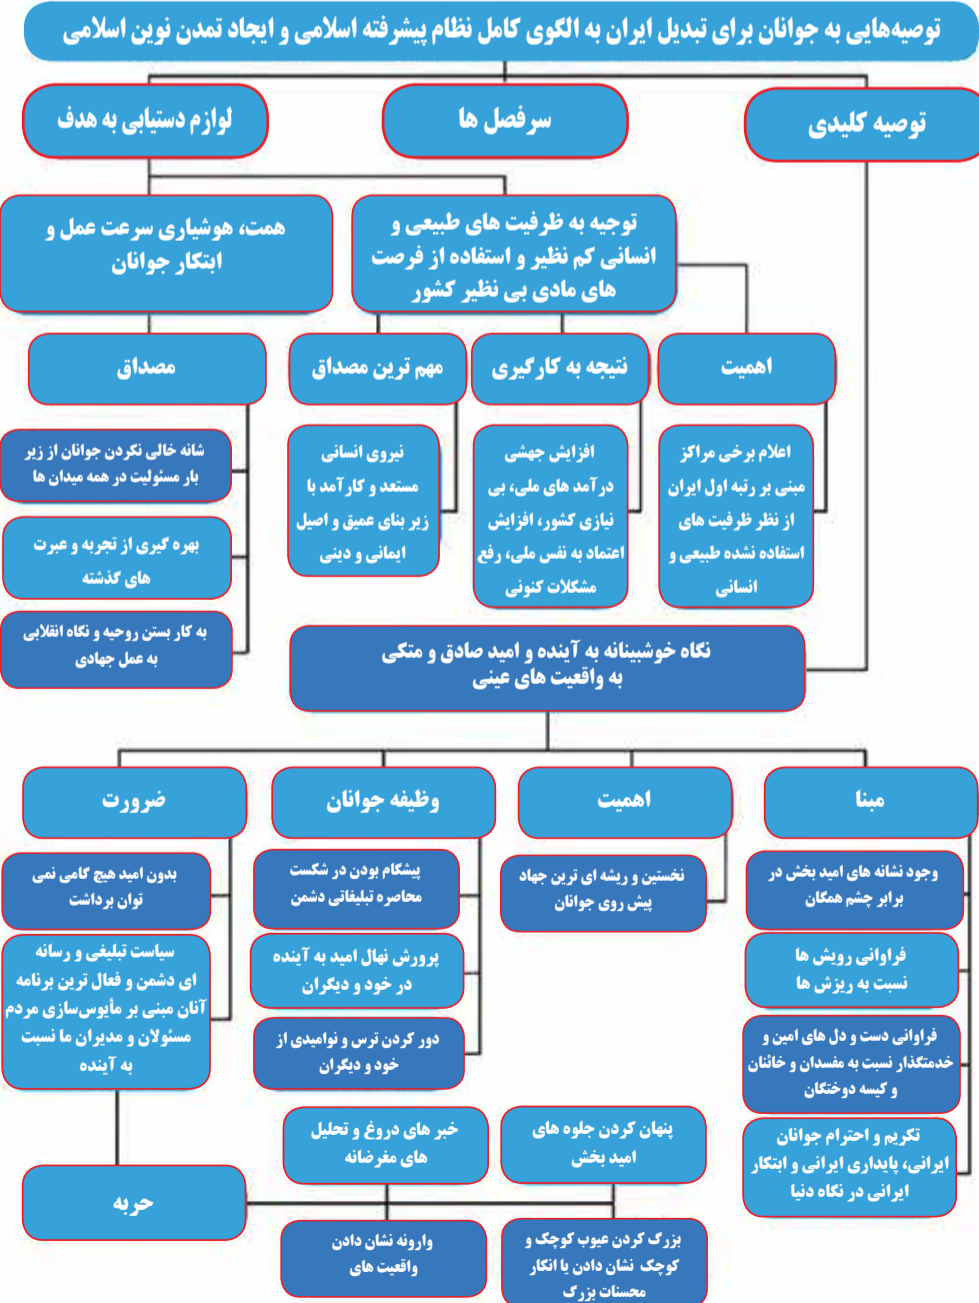 توصیه‌هایی به جوانان برای تبدیل ایران به الگوی کامل نظام پیشرفته اسلامی و ایجاد تمدن نوین اسلامی
توصیه کلیدی
سرفصل ها
لوازم دستیابی به هدف
توجیه به ظرفیت های طبیعی و
انسانی کم نظیر و استفاده از فرصت
های مادی بی نظیر کشور
همت، هوشیاری سرعت عمل و
ابتکار جوانان
اهمیت
نتیجه به کارگیری
مهم ترین مصداق
مصداق
اعلام برخی مراکز
مبنی بر رتبه اول ایران
از نظر ظرفیت های
استفاده نشده طبیعی و
انسانی
افزایش جهشی
درآمد های ملی، بی
نیازی کشور، افزایش
اعتماد به نفس ملی، رفع
مشکلات کنونی
نیروی انسانی
مستعد و کارآمد با
زیر بنای عمیق و اصیل
ایمانی و دینی
شانه خالی نکردن جوانان از زیر
بار مسئولیت در همه میدان ها
بهره گیری از تجربه و عبرت
های گذشته
به کار بستن روحیه و نگاه انقلابی
به عمل جهادی
نگاه خوشبینانه به آینده و امید صادق و متکی
به واقعیت های عینی
مبنا
اهمیت
وظیفه جوانان
ضرورت
وجود نشانه های امید بخش در
برابر چشم همگان
فراوانی رویش ها
نسبت به ریزش ها
فراوانی دست و دل های امین و
خدمتگذار نسبت به مفسدان و خائنان
و کیسه دوختگان
تکریم و احترام جوانان
ایرانی، پایداری ایرانی و ابتکار
ایرانی در نگاه دنیا
نخستین و ریشه ای ترین جهاد
پیش روی جوانان
پیشگام بودن در شکست
محاصره تبلیغاتی دشمن
پرورش نهال امید به آینده
در خود و دیگران
دور کردن ترس و نوامیدی از
خود و دیگران
بدون امید هیچ گامی نمی
توان برداشت
سیاست تبلیغی و رسانه
ای دشمن و فعال ترین برنامه
آنان مبنی بر مأیوس‌سازی مردم
مسئولان و مدیران ما نسبت
به آینده
حربه
پنهان کردن جلوه های
امید بخش
خبر های دروغ و تحلیل
های مغرضانه
بزرگ کردن عیوب کوچک و
کوچک نشان دادن یا انکار
محسنات بزرگ
وارونه نشان دادن
واقعیت های